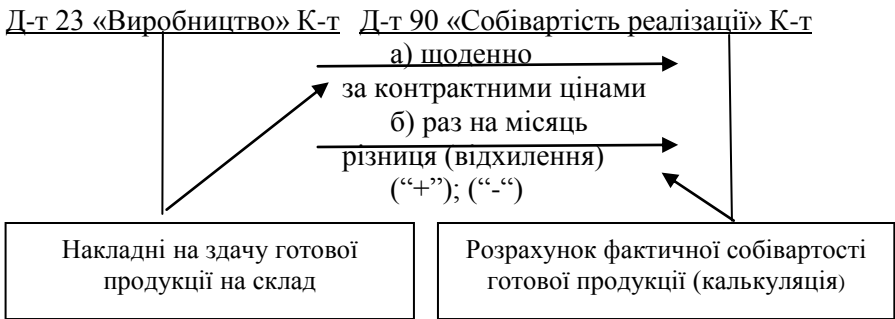 Д-т 23 «Виробництво» К-т Д-т 90 «Собівартість реалізації» К-т
а) щоденно
за контрактними цінами
б) раз на місяць
різниця (відхилення)
(“+”); (“-“)
Накладні на здачу готової
продукції на склад
Розрахунок фактичної собівартості
готової продукції (калькуляція)